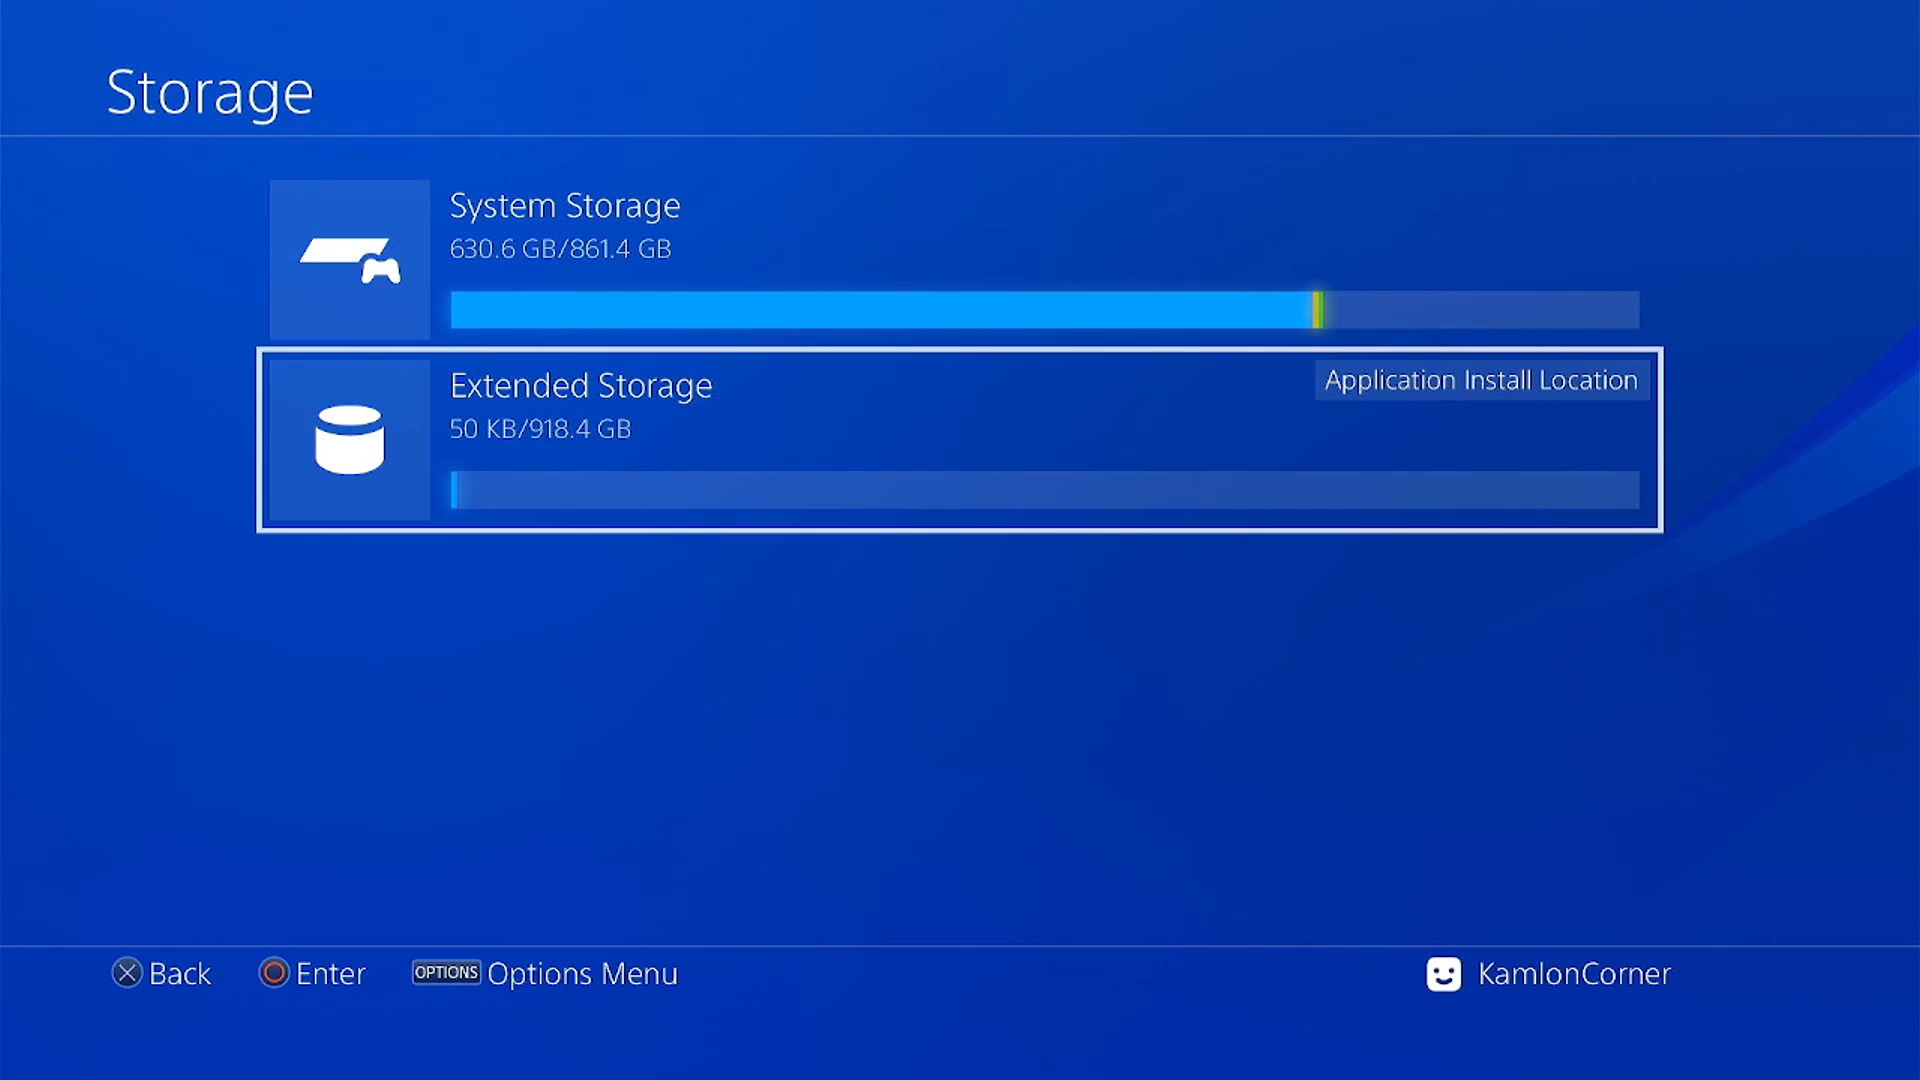 Storage
System Storage
630.6 GB/861.4 GB
Extended Storage
Application Install Location
50 KB/918.4 GB
Back
Enter
OPTIONS Options Menu
KamlonCorner